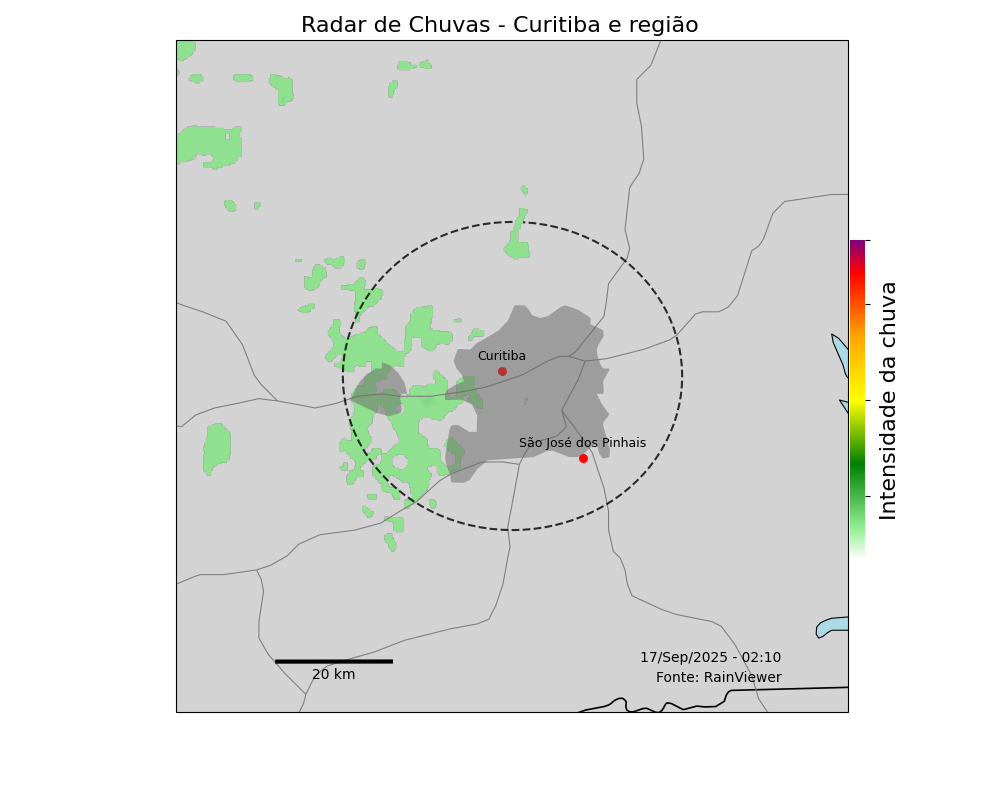 Radar de Chuvas - Curitiba e região
Curitiba
São José dos Pinhais
Intensidade da chuva
20 km
17/Sep/2025 - 02:10
Fonte: RainViewer